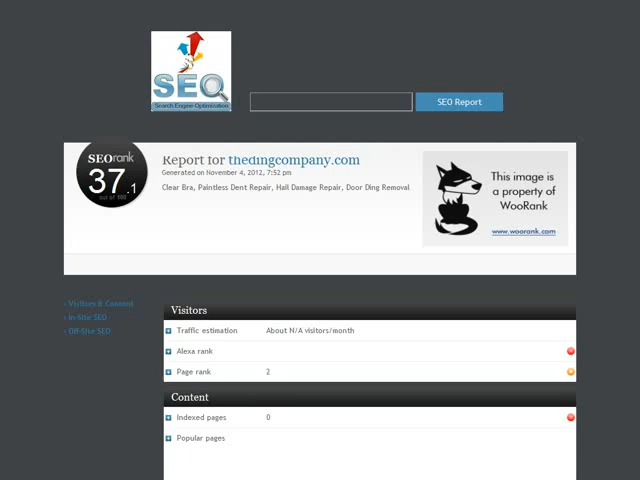 SEO
Search Engine Optimization
SEO Report
SEOrank
37.1
out of 100
Report for thedingcompany.com
Generated on November 4, 2012, 7:52 pm
Clear Bra, Paintless Dent Repair, Hail Damage Repair, Door Ding Removal
This image is
a property of
WooRank
www.woorank.com
› Visitors & Content
› In-Site SEO
› Off-Site SEO
Visitors
Traffic estimation About N/A visitors/month
Alexa rank
Page rank 2
Content
Indexed pages 0
Popular pages